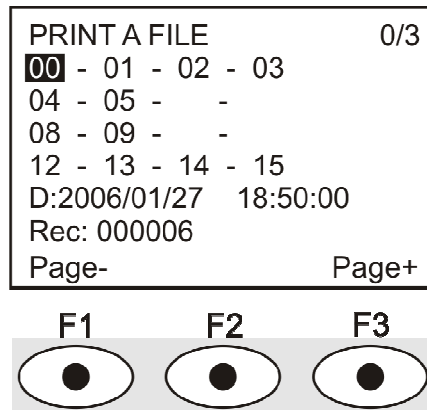 PRINT A FILE 0/3
00 - 01 - 02 - 03
04 - 05 - -
08 - 09 - -
12 - 13 - 14 - 15
D:2006/01/27 18:50:00
Rec: 000006
Page- Page+
F1 F2 F3